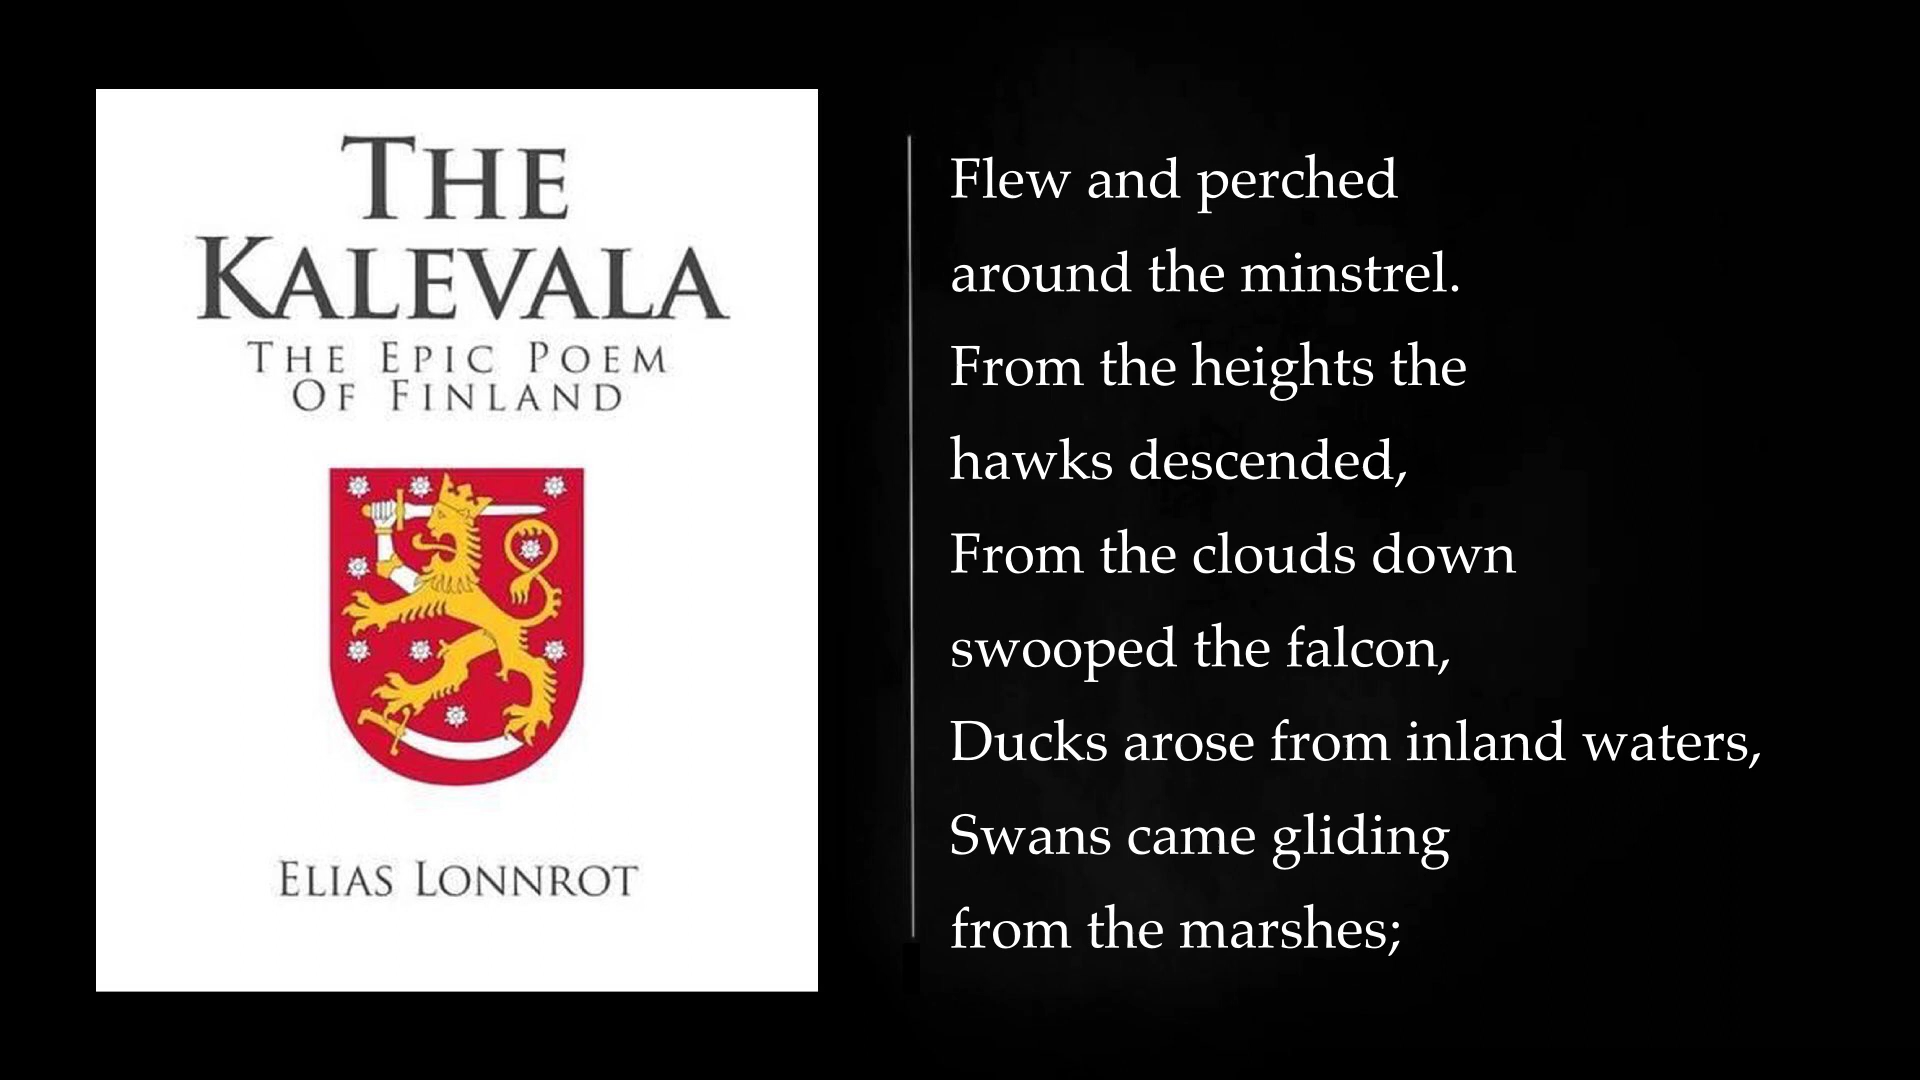 THE
KALEVALA
THE EPIC POEM
OF FINLAND
ELIAS LONNROT
Flew and perched
around the minstrel.
From the heights the
hawks descended,
From the clouds down
swooped the falcon,
Ducks arose from inland waters,
Swans came gliding
from the marshes;